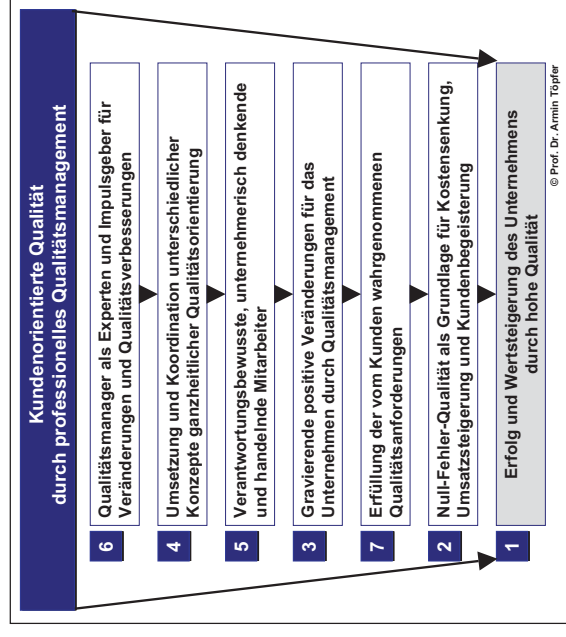 Kundenorientierte Qualität
durch professionelles Qualitätsmanagement
6
Qualitätsmanager als Experten und Impulsgeber für
Veränderungen und Qualitätsverbesserungen
4
Umsetzung und Koordination unterschiedlicher
Konzepte ganzheitlicher Qualitätsorientierung
5
Verantwortungsbewusste, unternehmerisch denkende
und handelnde Mitarbeiter
3
Gravierende positive Veränderungen für das
Unternehmen durch Qualitätsmanagement
7
Erfüllung der vom Kunden wahrgenommenen
Qualitätsanforderungen
2
Null-Fehler-Qualität als Grundlage für Kostensenkung,
Umsatzsteigerung und Kundenbegeisterung
1
Erfolg und Wertsteigerung des Unternehmens
durch hohe Qualität
© Prof. Dr. Armin Töpfer